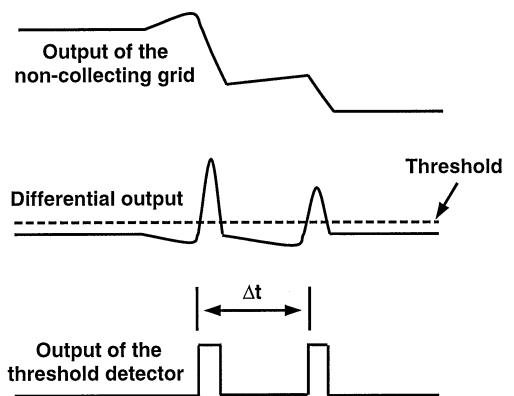 Output of the
non-collecting grid
Threshold
Differential output
Δt
Output of the
threshold detector